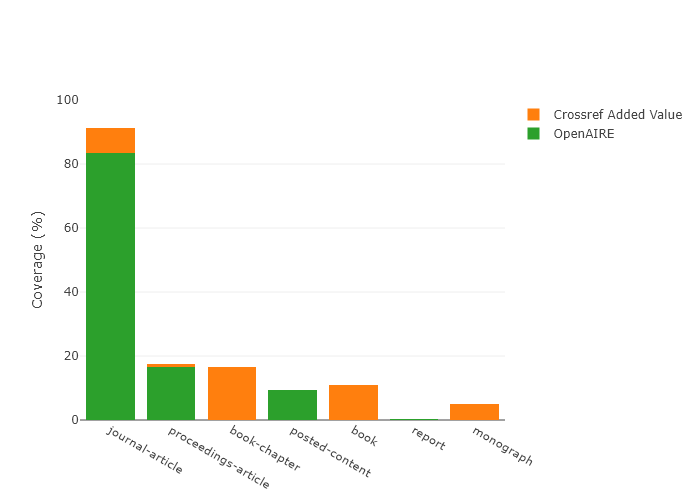 Crossref Added Value
OpenAIRE
Coverage (%)
100
80
60
40
20
0
journal-article
proceedings-article
book-chapter
posted-content
book
report
monograph